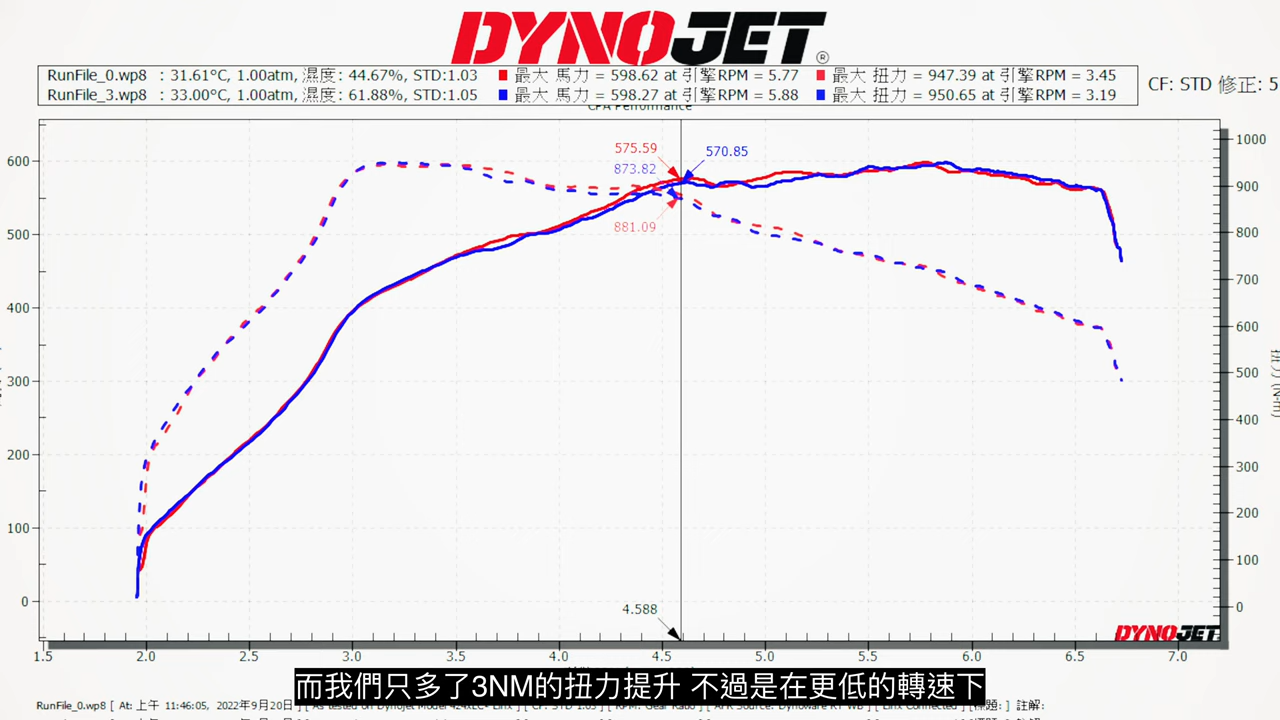 DYNOJET®
RunFile_0.wp8 : 31.61°C, 1.00atm, 濕度: 44.67%, STD:1.03 最大 馬力 = 598.62 at 引擎RPM = 5.77 最大 扭力 = 947.39 at 引擎RPM = 3.45
RunFile_3.wp8 : 33.00°C, 1.00atm, 濕度: 61.88%, STD:1.05 最大 馬力 = 598.27 at 引擎RPM = 5.88 最大 扭力 = 950.65 at 引擎RPM = 3.19
CF: STD 修正: 5
CPA Performance
575.59
570.85
873.82
881.09
600
500
400
300
200
100
0
1000
900
800
700
600
500
400
300
200
100
0
扭力 (N-m)
4.588
DYNOJET
1.5 2.0 2.5 3.0 3.5 4.0 4.5 5.0 5.5 6.0 6.5 7.0
而我們只多了3NM的扭力提升 不過是在更低的轉速下
RunFile_0.wp8 [ At: 上午 11:46:05, 2022年9月20日
註解: